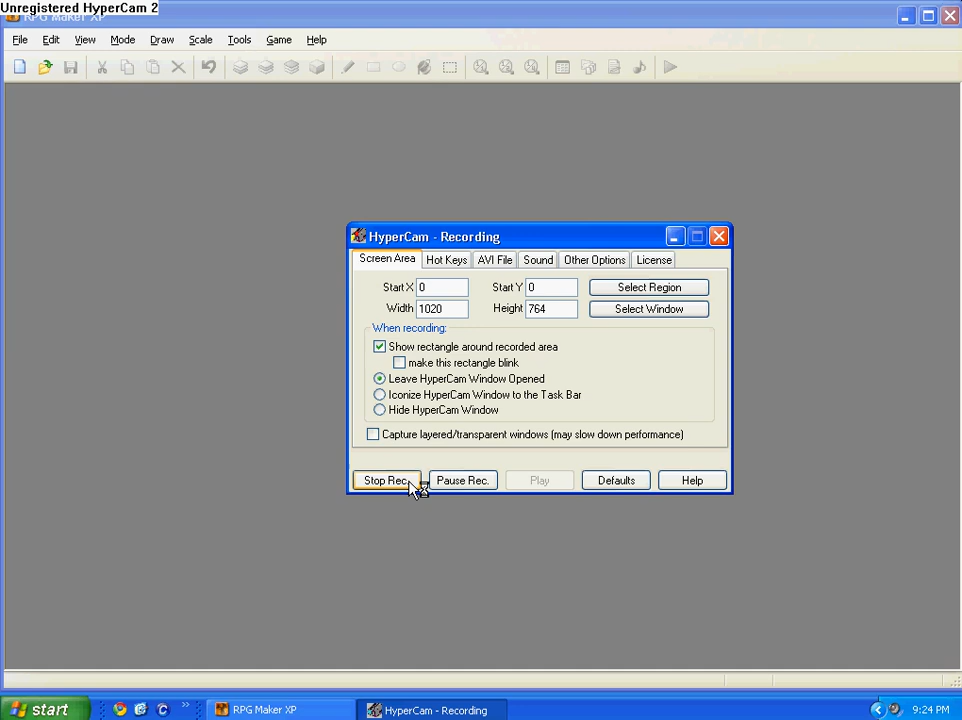 Unregistered HyperCam 2
RPG Maker XP
File Edit View Mode Draw Scale Tools Game Help
HyperCam - Recording
Screen Area Hot Keys AVI File Sound Other Options License
Start X 0 Start Y 0 Select Region
Width 1020 Height 764 Select Window
When recording:
Show rectangle around recorded area
make this rectangle blink
Leave HyperCam Window Opened
Iconize HyperCam Window to the Task Bar
Hide HyperCam Window
Capture layered/transparent windows (may slow down performance)
Stop Rec. Pause Rec. Play Defaults Help
start RPG Maker XP HyperCam - Recording 9:24 PM